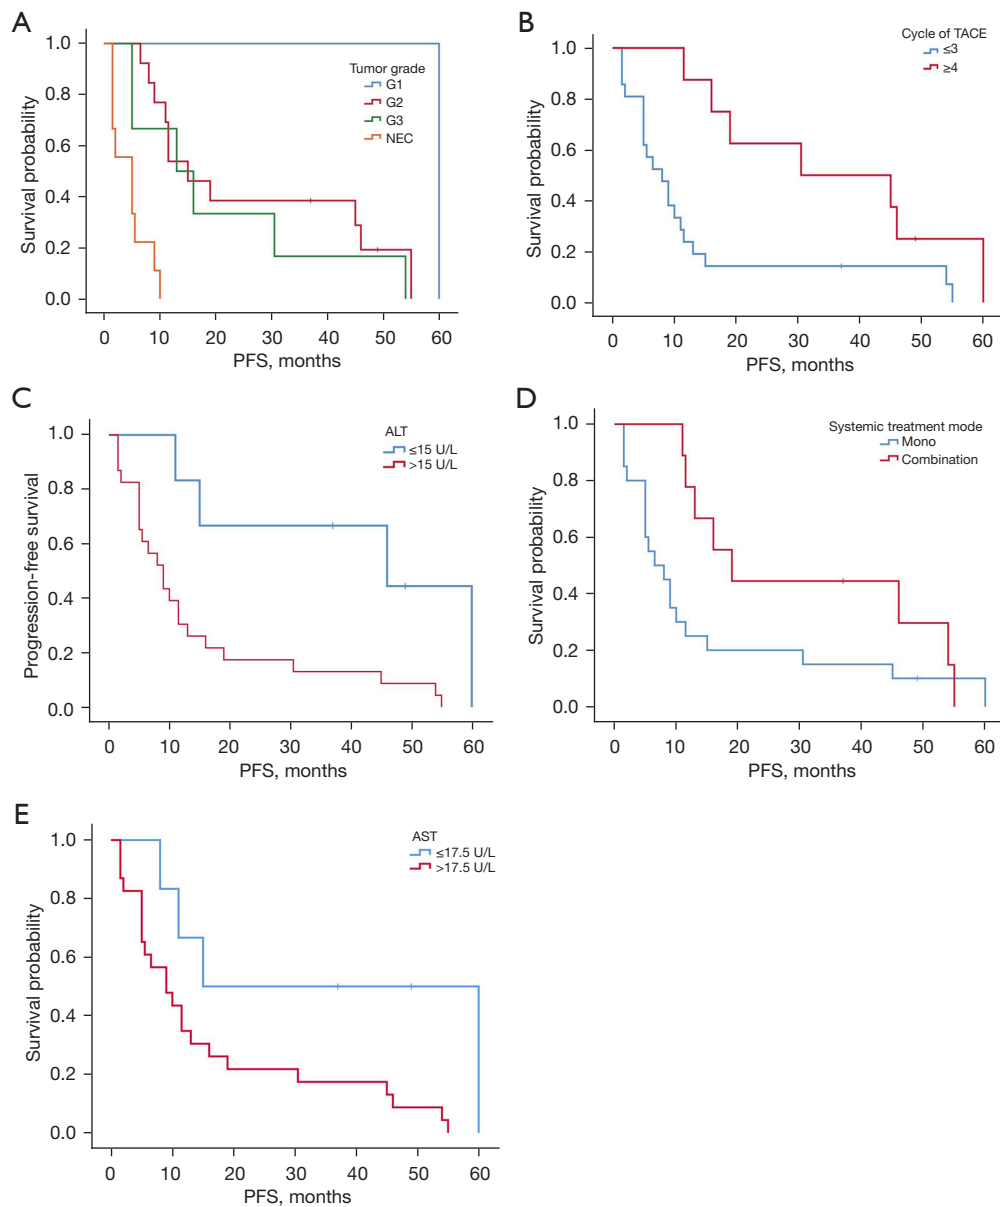 A
1.0
0.8
0.6
0.4
0.2
0.0
Survival probability
0 10 20 30 40 50 60
PFS, months
Tumor grade
G1
G2
G3
NEC
B
1.0
0.8
0.6
0.4
0.2
0.0
Survival probability
0 10 20 30 40 50 60
PFS, months
Cycle of TACE
≤3
≥4
C
1.0
0.8
0.6
0.4
0.2
0.0
Progression-free survival
0 10 20 30 40 50 60
PFS, months
ALT
≤15 U/L
>15 U/L
D
1.0
0.8
0.6
0.4
0.2
0.0
Survival probability
0 10 20 30 40 50 60
PFS, months
Systemic treatment mode
Mono
Combination
E
1.0
0.8
0.6
0.4
0.2
0.0
Survival probability
0 10 20 30 40 50 60
PFS, months
AST
≤17.5 U/L
>17.5 U/L